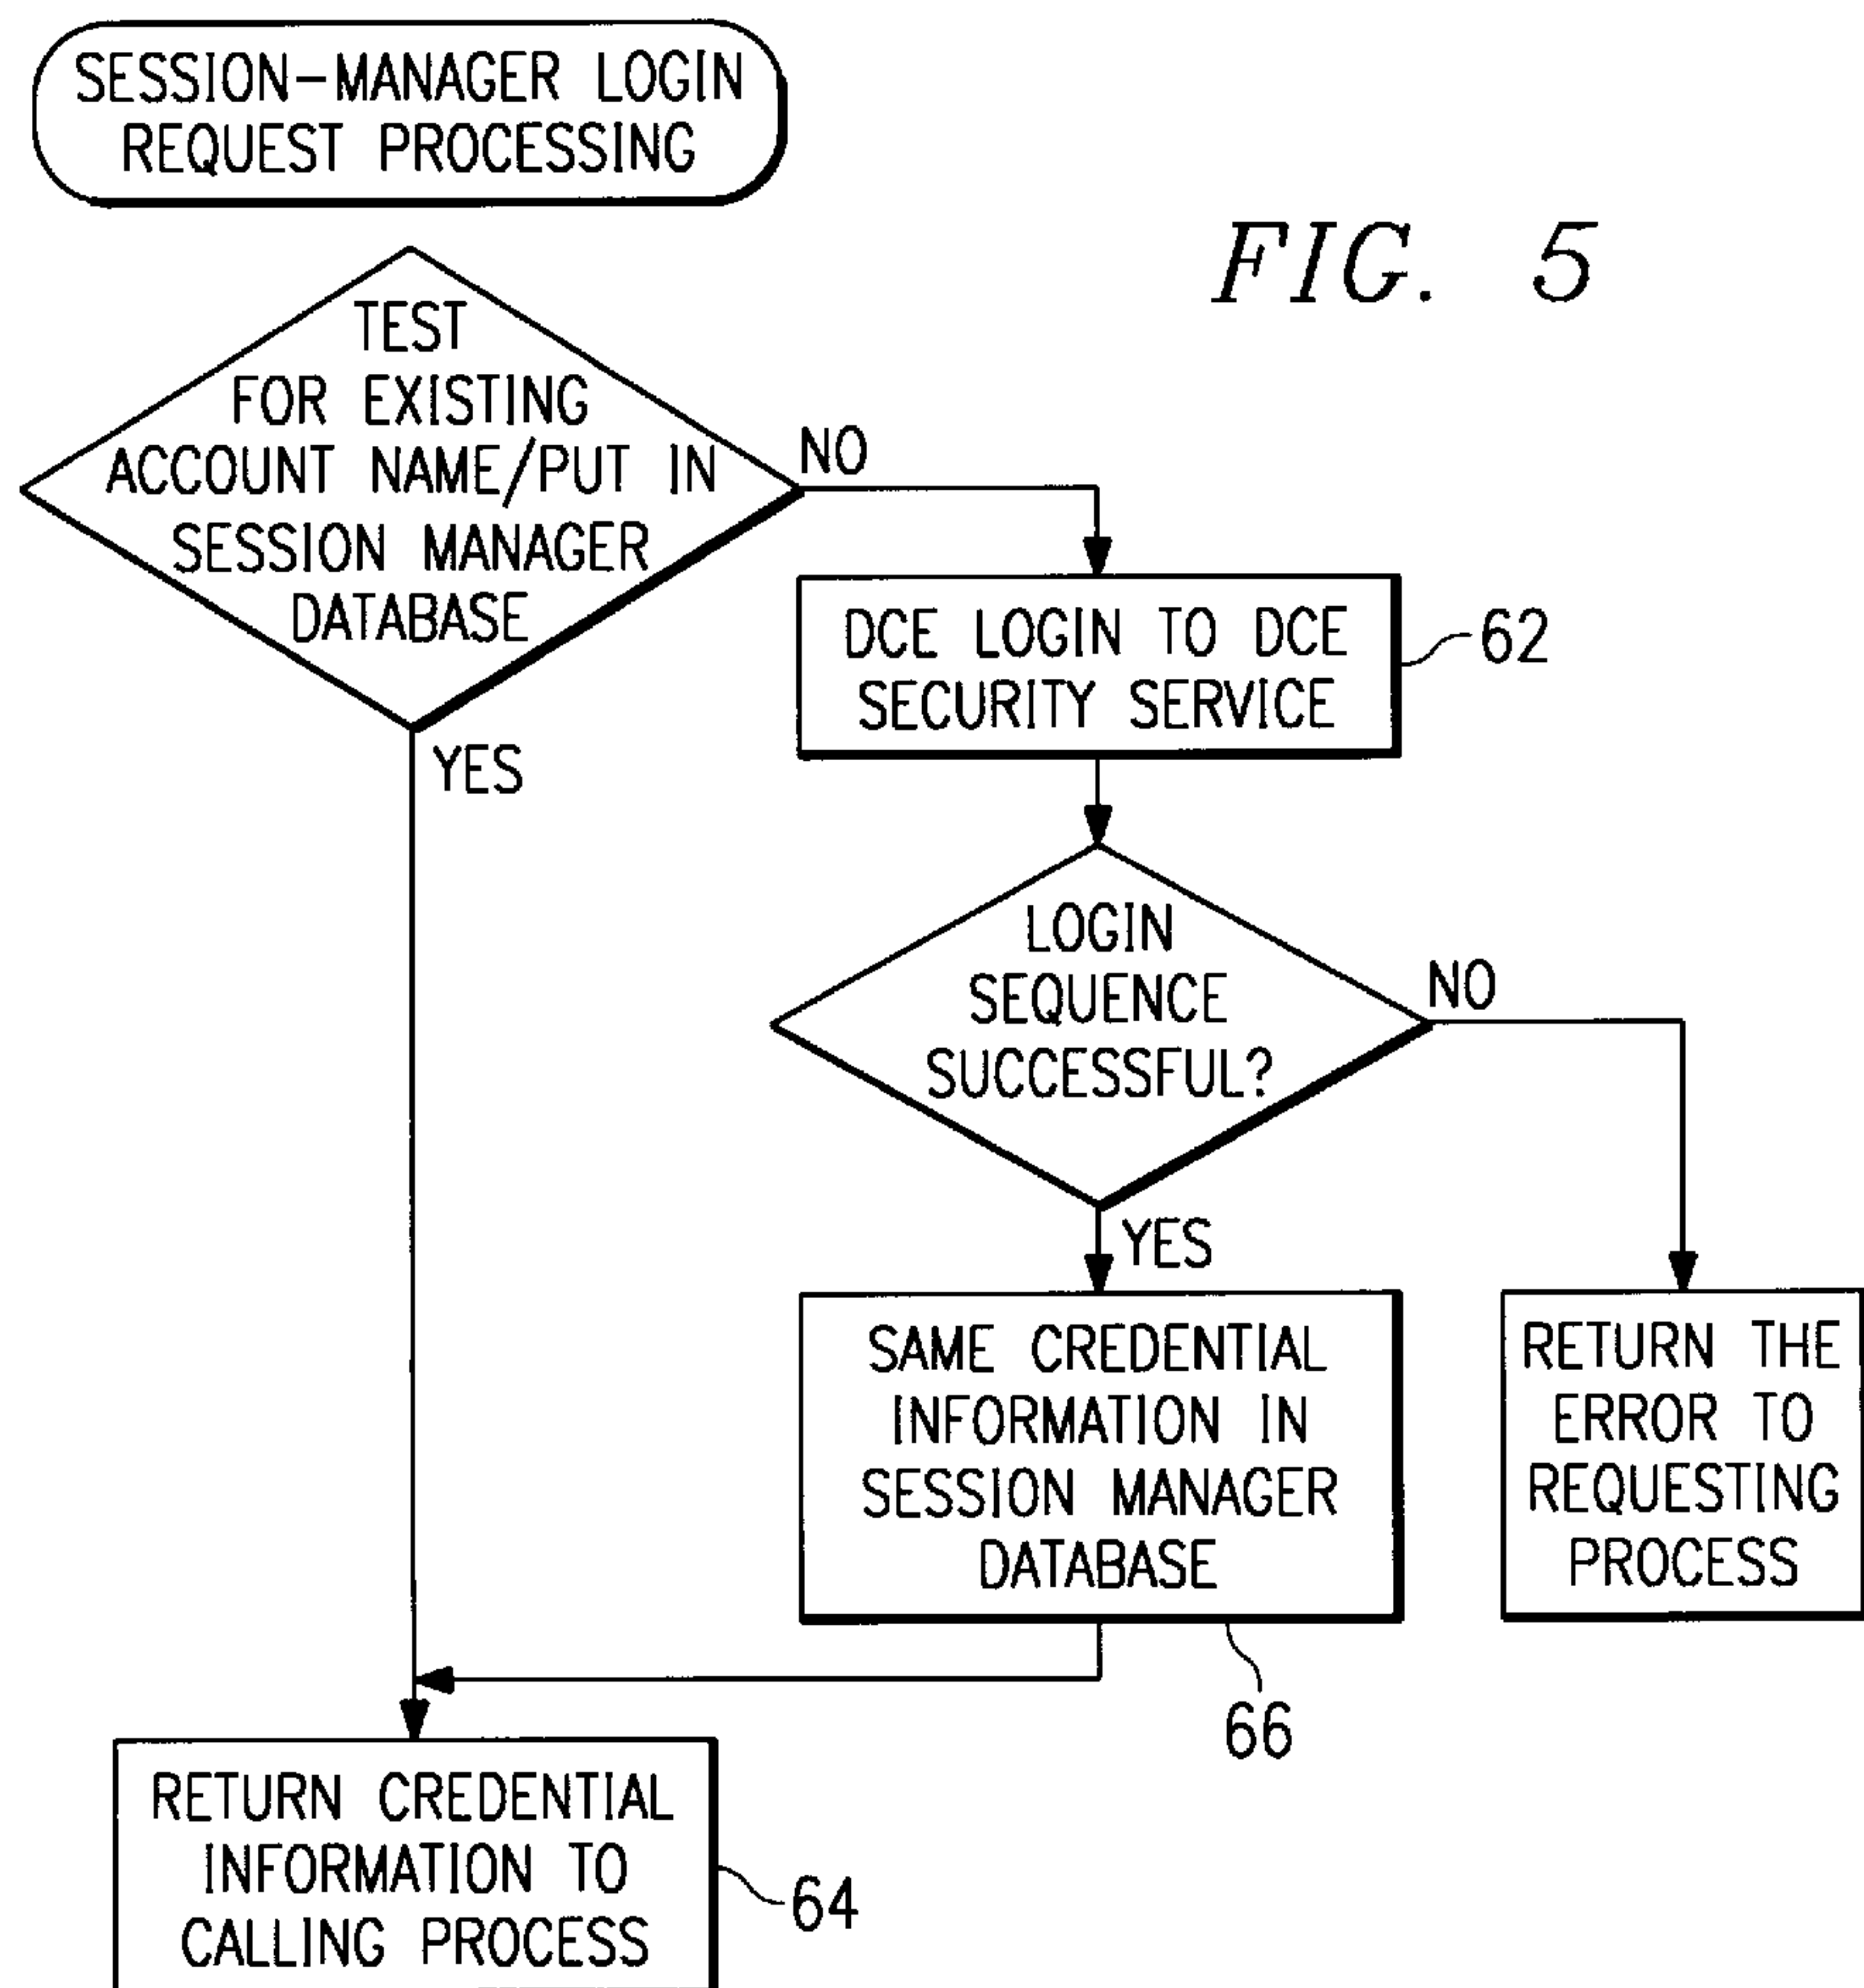 SESSION-MANAGER LOGIN
REQUEST PROCESSING
FIG. 5
TEST
FOR EXISTING
ACCOUNT NAME/PUT IN
SESSION MANAGER
DATABASE
NO
YES
DCE LOGIN TO DCE
SECURITY SERVICE
62
LOGIN
SEQUENCE
SUCCESSFUL?
NO
YES
SAME CREDENTIAL
INFORMATION IN
SESSION MANAGER
DATABASE
66
RETURN THE
ERROR TO
REQUESTING
PROCESS
RETURN CREDENTIAL
INFORMATION TO
CALLING PROCESS
64